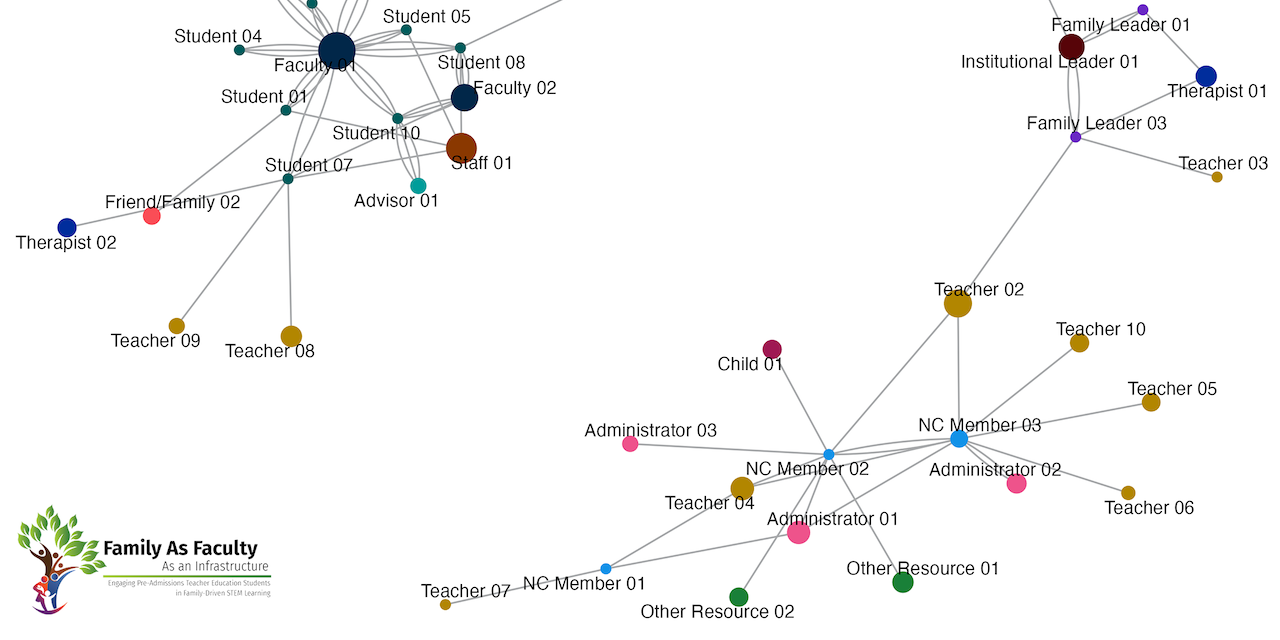 Student 05
Student 04
Faculty 01
Student 08
Faculty 02
Student 01
Student 10
Staff 01
Student 07
Advisor 01
Friend/Family 02
Therapist 02
Teacher 09
Teacher 08
Family Leader 01
Institutional Leader 01
Therapist 01
Family Leader 03
Teacher 03
Teacher 02
Teacher 10
Child 01
Teacher 05
NC Member 03
Administrator 03
NC Member 02
Administrator 02
Teacher 04
Teacher 06
Administrator 01
Other Resource 01
NC Member 01
Teacher 07
Other Resource 02
Family As Faculty
As an Infrastructure
Engaging Pre-Admissions Teacher Education Students
in Family-Driven STEM Learning